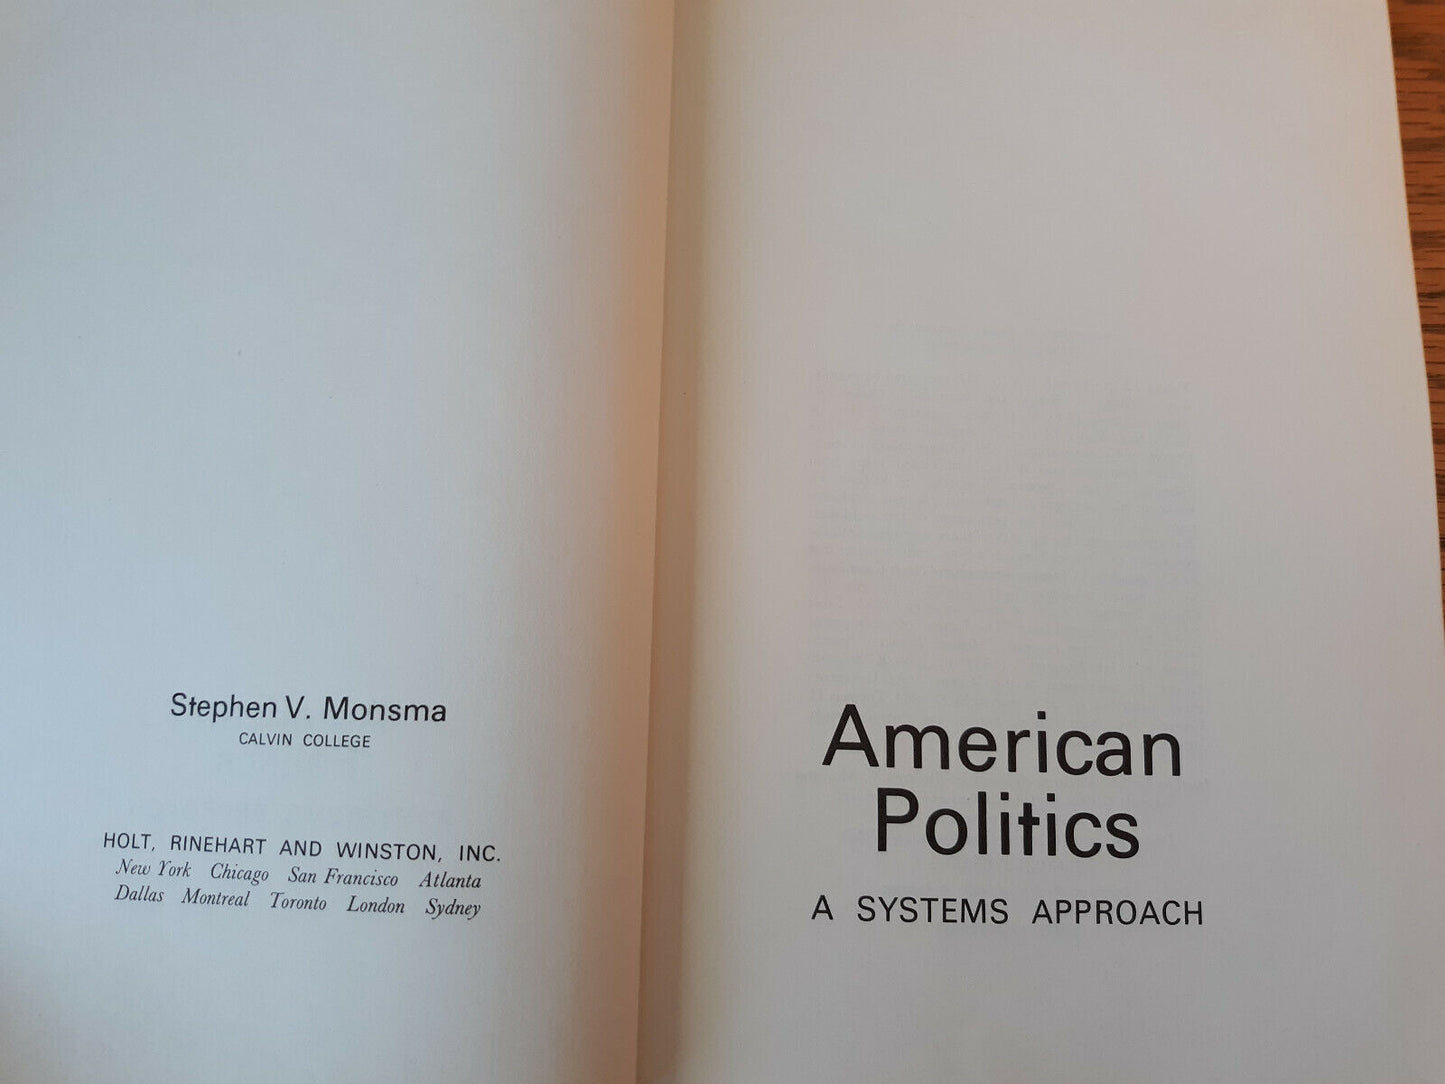 Stephen V. Monsma
CALVIN COLLEGE
HOLT, RINEHART AND WINSTON, INC.
New York Chicago San Francisco Atlanta
Dallas Montreal Toronto London Sydney
American
Politics
A SYSTEMS APPROACH